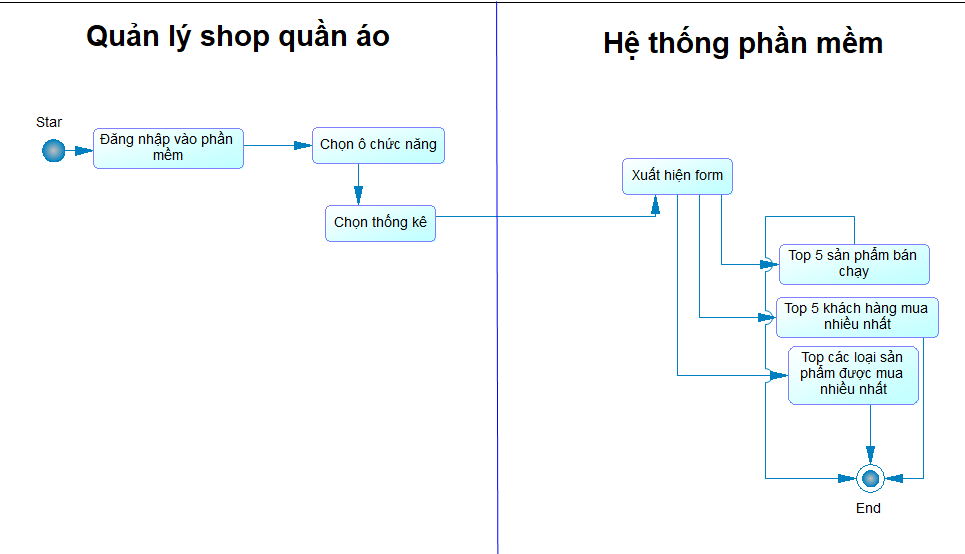 Quản lý shop quần áo
Hệ thống phần mềm
Star
Đăng nhập vào phần
mềm
Chọn ô chức năng
Chọn thống kê
Xuất hiện form
Top 5 sản phẩm bán
chạy
Top 5 khách hàng mua
nhiều nhất
Top các loại sản
phẩm được mua
nhiều nhất
End